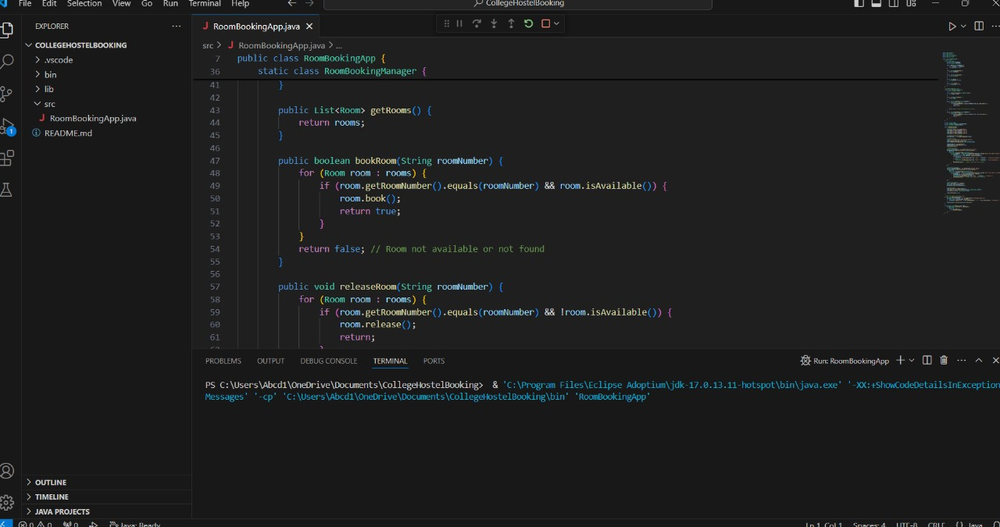 File Edit Selection View Go Run Terminal Help
CollegeHostelBooking
EXPLORER
COLLEGEHOSTELBOOKING
.vscode
bin
lib
src
J RoomBookingApp.java
README.md
OUTLINE
TIMELINE
JAVA PROJECTS
J RoomBookingApp.java
src > J RoomBookingApp.java > ...
7 public class RoomBookingApp {
36 static class RoomBookingManager {
41 }
42
43 public List<Room> getRooms() {
44 return rooms;
45 }
46
47 public boolean bookRoom(String roomNumber) {
48 for (Room room : rooms) {
49 if (room.getRoomNumber().equals(roomNumber) && room.isAvailable()) {
50 room.book();
51 return true;
52 }
53 }
54 return false; // Room not available or not found
55 }
56
57 public void releaseRoom(String roomNumber) {
58 for (Room room : rooms) {
59 if (room.getRoomNumber().equals(roomNumber) && !room.isAvailable()) {
60 room.release();
61 return;
PROBLEMS OUTPUT DEBUG CONSOLE TERMINAL PORTS
Run: RoomBookingApp
PS C:\Users\Abcd1\OneDrive\Documents\CollegeHostelBooking> & 'C:\Program Files\Eclipse Adoptium\jdk-17.0.13.11-hotspot\bin\java.exe' '-XX:+ShowCodeDetailsInException
Messages' '-cp' 'C:\Users\Abcd1\OneDrive\Documents\CollegeHostelBooking\bin' 'RoomBookingApp'
0 0 0 Java: Ready Ln 1, Col 1 Spaces: 4 UTF-8 CRLF {} Java